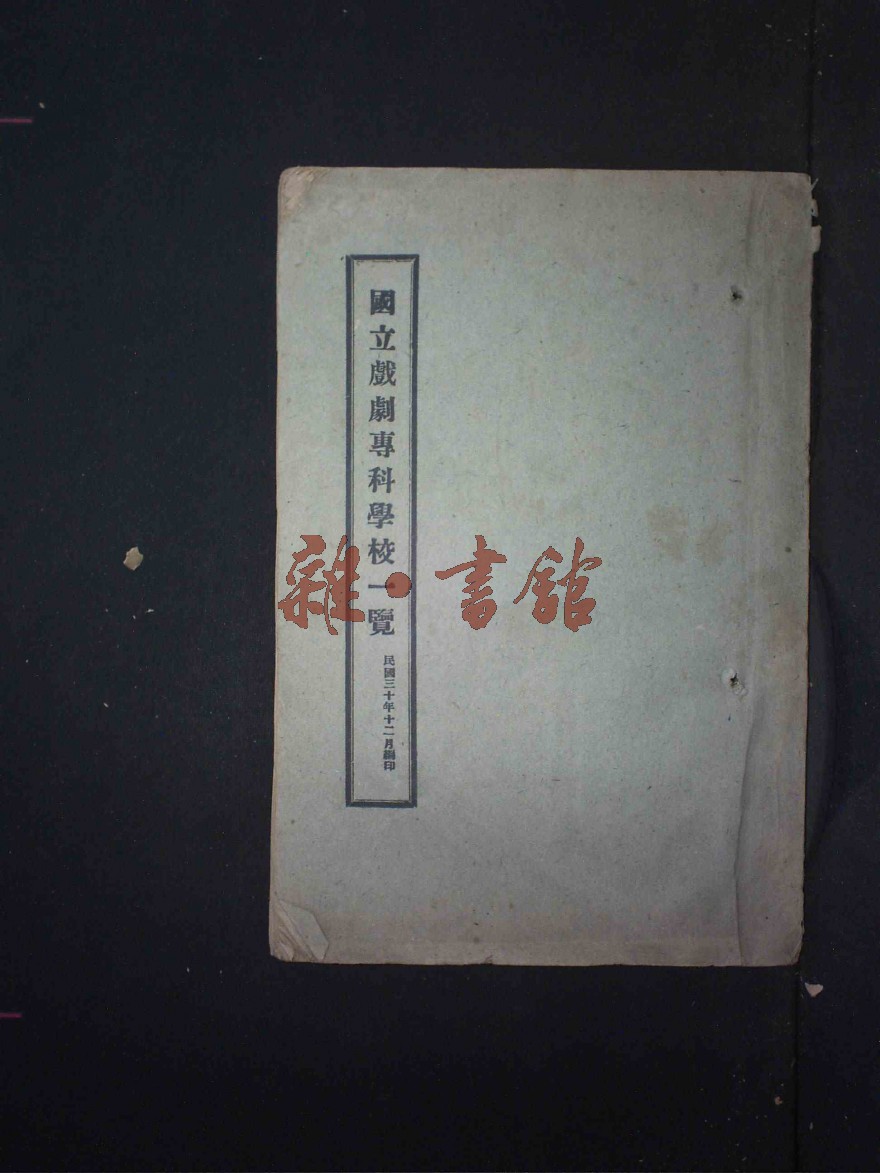 國立戲劇專科學校一覽
民國三十年十二月編印
雜·書館